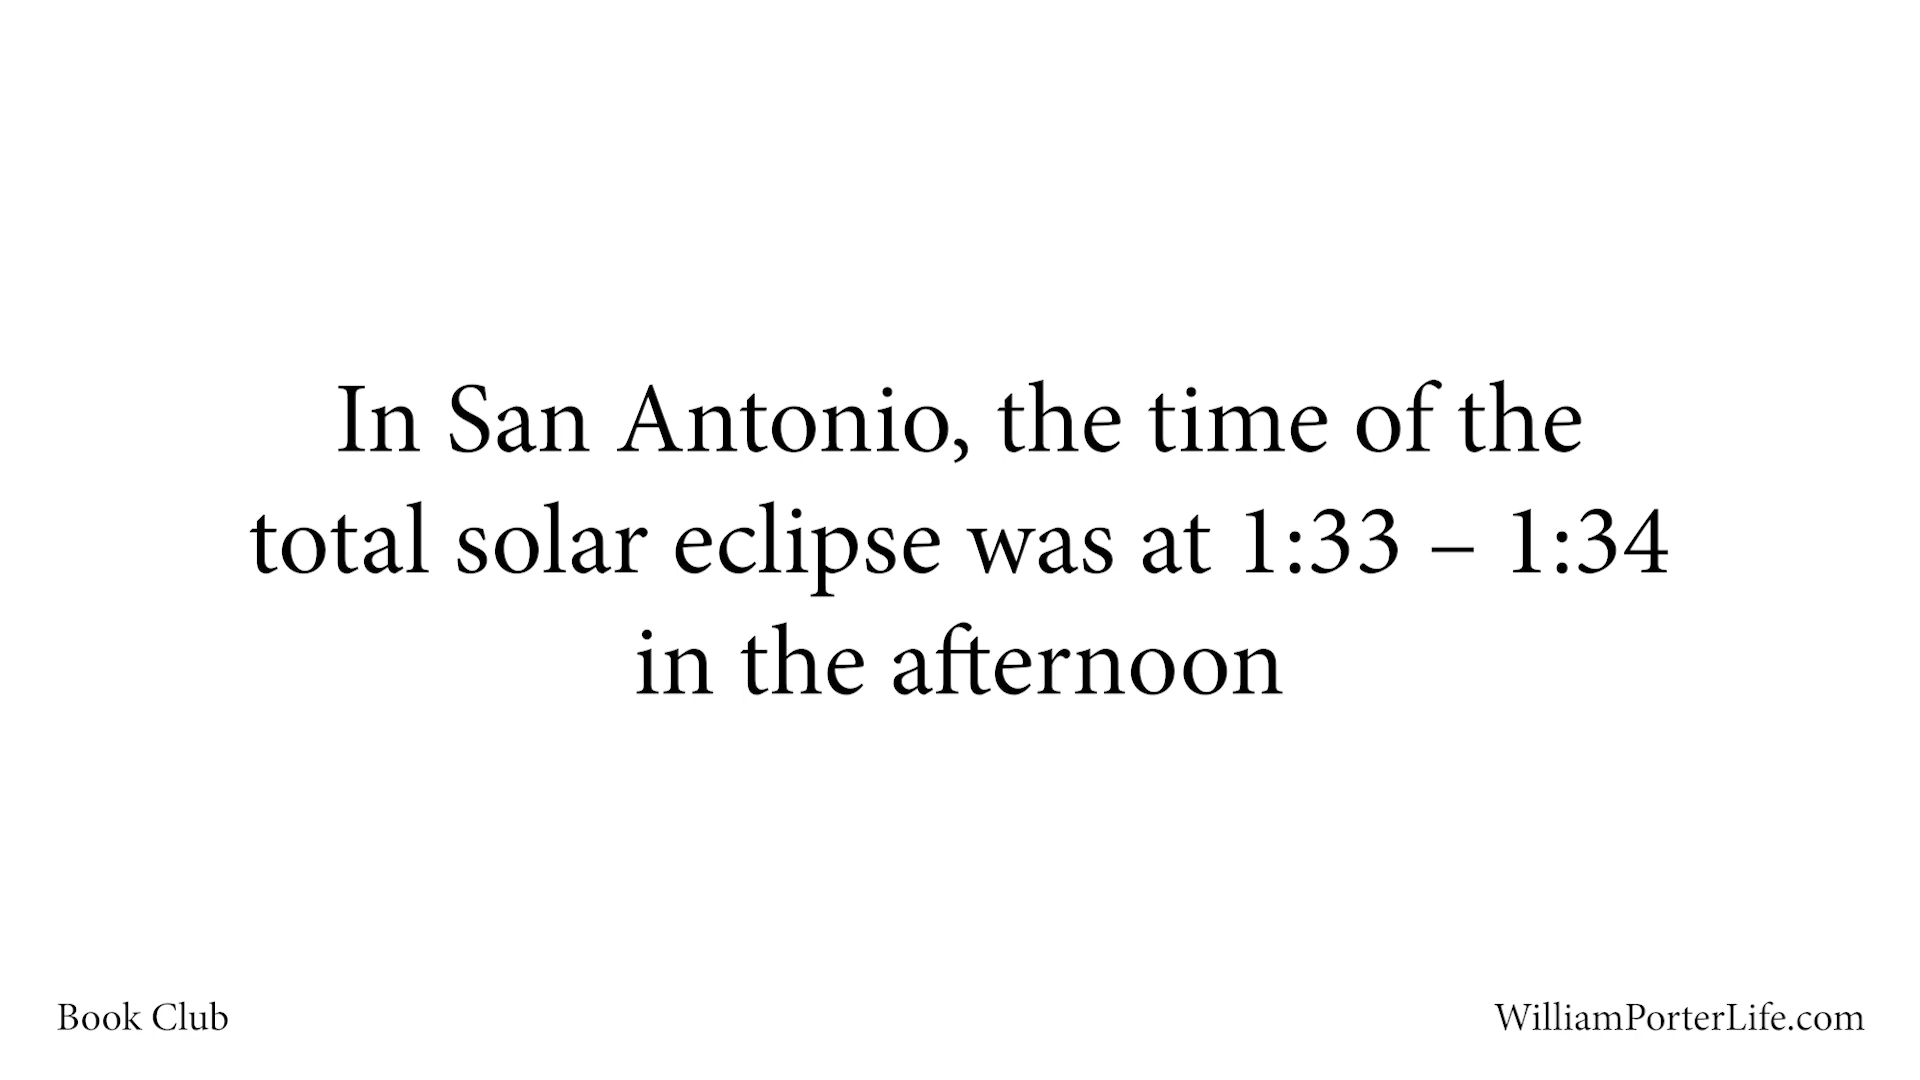 In San Antonio, the time of the
total solar eclipse was at 1:33 – 1:34
in the afternoon
Book Club
WilliamPorterLife.com